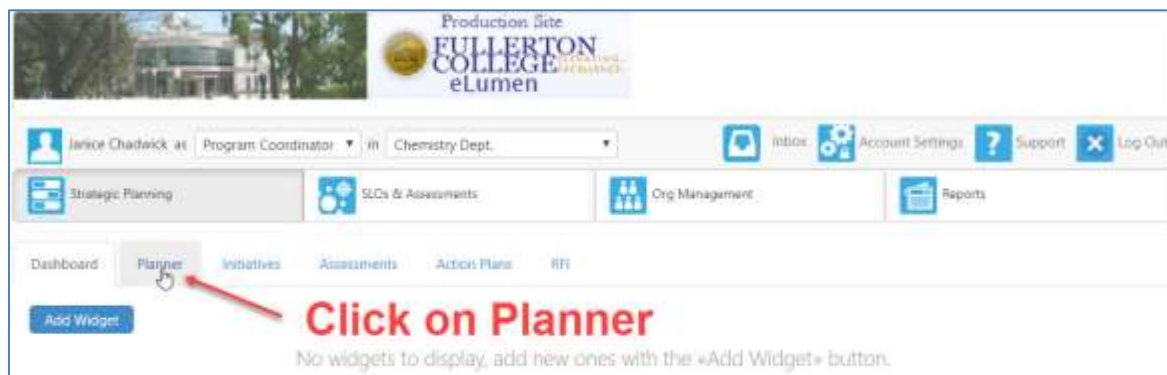 Production Site
FULLERTON
COLLEGE
EXCELLENCE
eLumen
Janice Chadwick as Program Coordinator in Chemistry Dept.
Inbox Account Settings ? Support Log Out
Strategic Planning SLOs & Assessments Org Management Reports
Dashboard Planner Initiatives Assessments Action Plans RFI
Add Widget
Click on Planner
No widgets to display, add new ones with the «Add Widget» button.